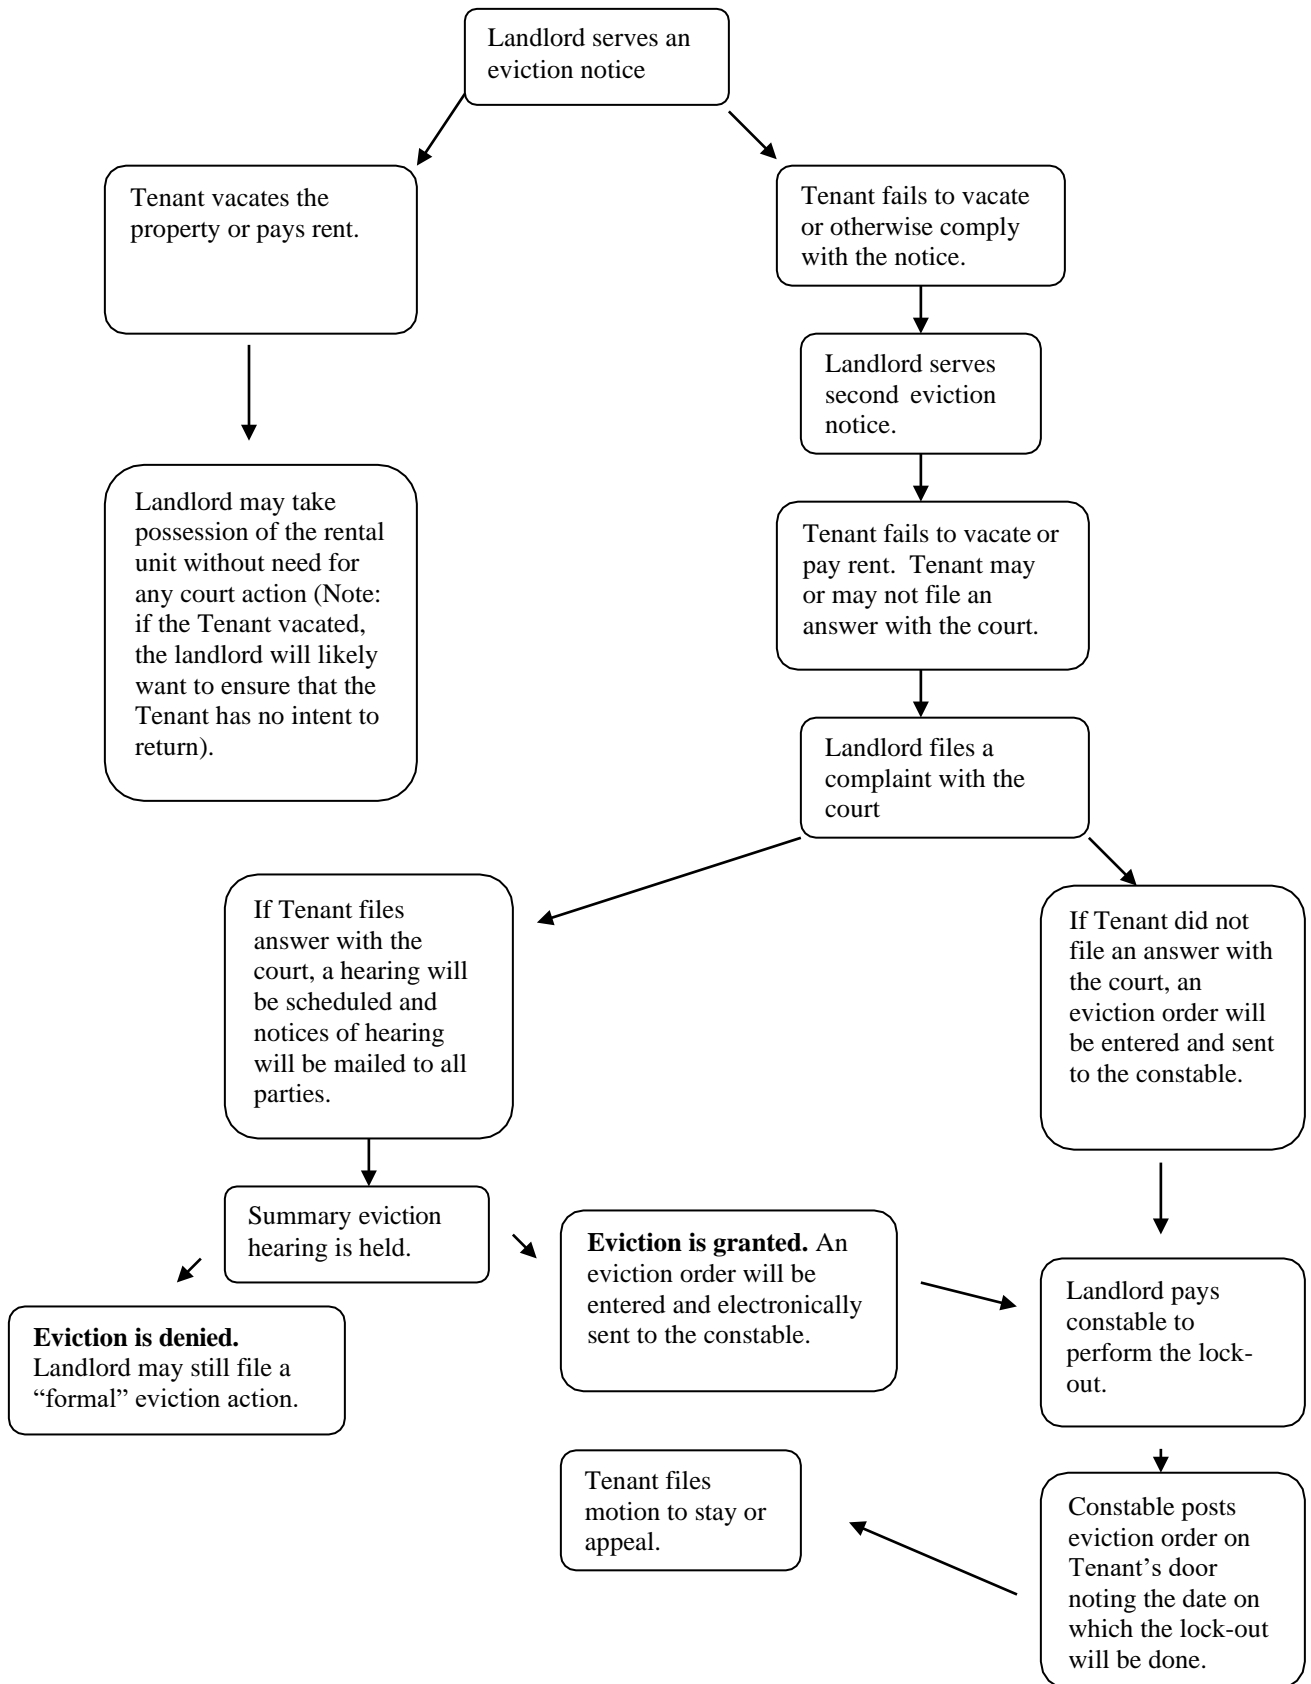 Landlord serves an
eviction notice
Tenant vacates the
property or pays rent.
Tenant fails to vacate
or otherwise comply
with the notice.
Landlord serves
second eviction
notice.
Landlord may take
possession of the rental
unit without need for
any court action (Note:
if the Tenant vacated,
the landlord will likely
want to ensure that the
Tenant has no intent to
return).
Tenant fails to vacate or
pay rent. Tenant may
or may not file an
answer with the court.
Landlord files a
complaint with the
court
If Tenant files
answer with the
court, a hearing will
be scheduled and
notices of hearing
will be mailed to all
parties.
If Tenant did not
file an answer with
the court, an
eviction order will
be entered and sent
to the constable.
Summary eviction
hearing is held.
Eviction is granted. An
eviction order will be
entered and electronically
sent to the constable.
Landlord pays
constable to
perform the lock-
out.
Eviction is denied.
Landlord may still file a
“formal” eviction action.
Tenant files
motion to stay or
appeal.
Constable posts
eviction order on
Tenant’s door
noting the date on
which the lock-out
will be done.